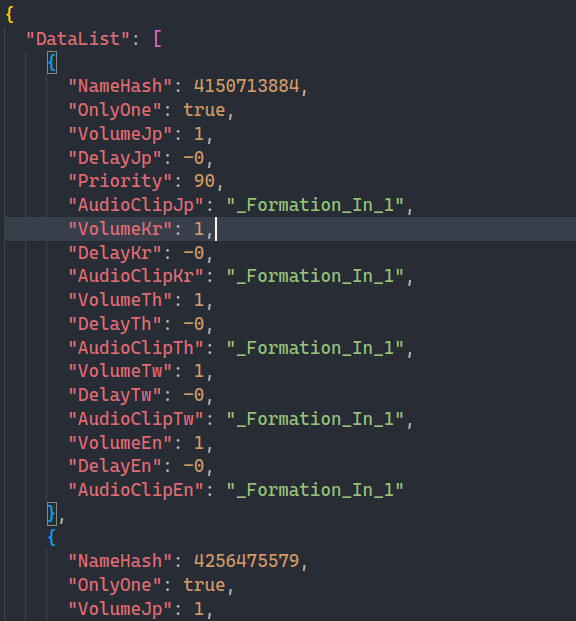 {
"DataList": [
{
"NameHash": 4150713884,
"OnlyOne": true,
"VolumeJp": 1,
"DelayJp": -0,
"Priority": 90,
"AudioClipJp": "_Formation_In_1",
"VolumeKr": 1,
"DelayKr": -0,
"AudioClipKr": "_Formation_In_1",
"VolumeTh": 1,
"DelayTh": -0,
"AudioClipTh": "_Formation_In_1",
"VolumeTw": 1,
"DelayTw": -0,
"AudioClipTw": "_Formation_In_1",
"VolumeEn": 1,
"DelayEn": -0,
"AudioClipEn": "_Formation_In_1"
},
{
"NameHash": 4256475579,
"OnlyOne": true,
"VolumeJp": 1,